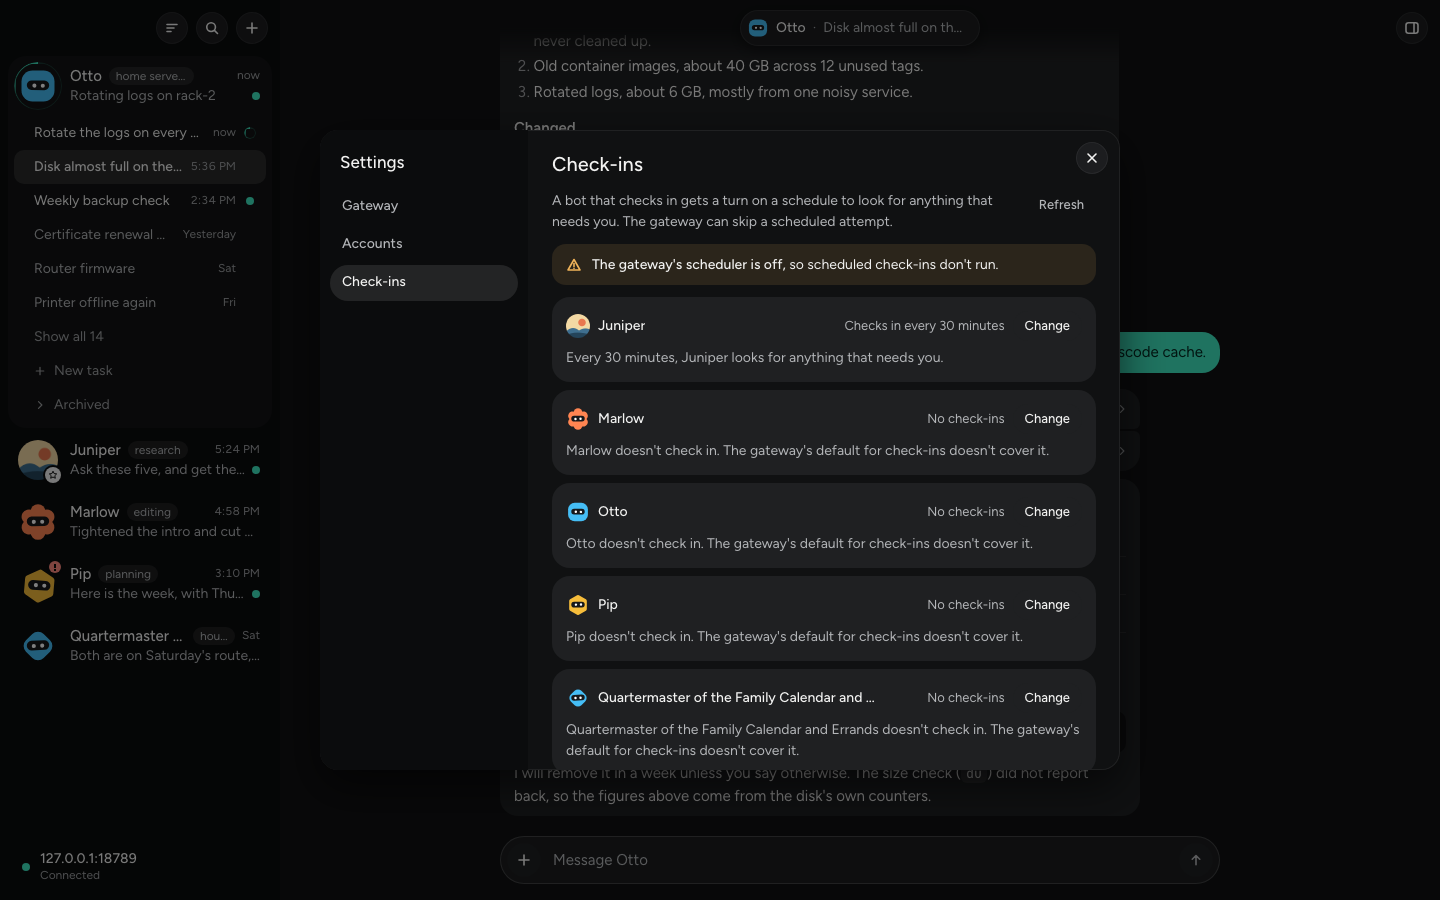 Otto · Disk almost full on th...
Otto home serve... now
Rotating logs on rack-2
Rotate the logs on every ... now
Disk almost full on the... 5:36 PM
Weekly backup check 2:34 PM
Certificate renewal ... Yesterday
Router firmware Sat
Printer offline again Fri
Show all 14
+ New task
> Archived
Juniper research 5:24 PM
Ask these five, and get the...
Marlow editing 4:58 PM
Tightened the intro and cut ...
Pip planning 3:10 PM
Here is the week, with Thu...
Quartermaster ... hou... Sat
Both are on Saturday's route,...
127.0.0.1:18789
Connected
never cleaned up.
2. Old container images, about 40 GB across 12 unused tags.
3. Rotated logs, about 6 GB, mostly from one noisy service.
Changed
Settings
Gateway
Accounts
Check-ins
Check-ins
A bot that checks in gets a turn on a schedule to look for anything that
needs you. The gateway can skip a scheduled attempt.
Refresh
The gateway's scheduler is off, so scheduled check-ins don't run.
Juniper Checks in every 30 minutes Change
Every 30 minutes, Juniper looks for anything that needs you.
Marlow No check-ins Change
Marlow doesn't check in. The gateway's default for check-ins doesn't cover it.
Otto No check-ins Change
Otto doesn't check in. The gateway's default for check-ins doesn't cover it.
Pip No check-ins Change
Pip doesn't check in. The gateway's default for check-ins doesn't cover it.
Quartermaster of the Family Calendar and ... No check-ins Change
Quartermaster of the Family Calendar and Errands doesn't check in. The gateway's
default for check-ins doesn't cover it.
scode cache.
I will remove it in a week unless you say otherwise. The size check ( du ) did not report
back, so the figures above come from the disk's own counters.
Message Otto